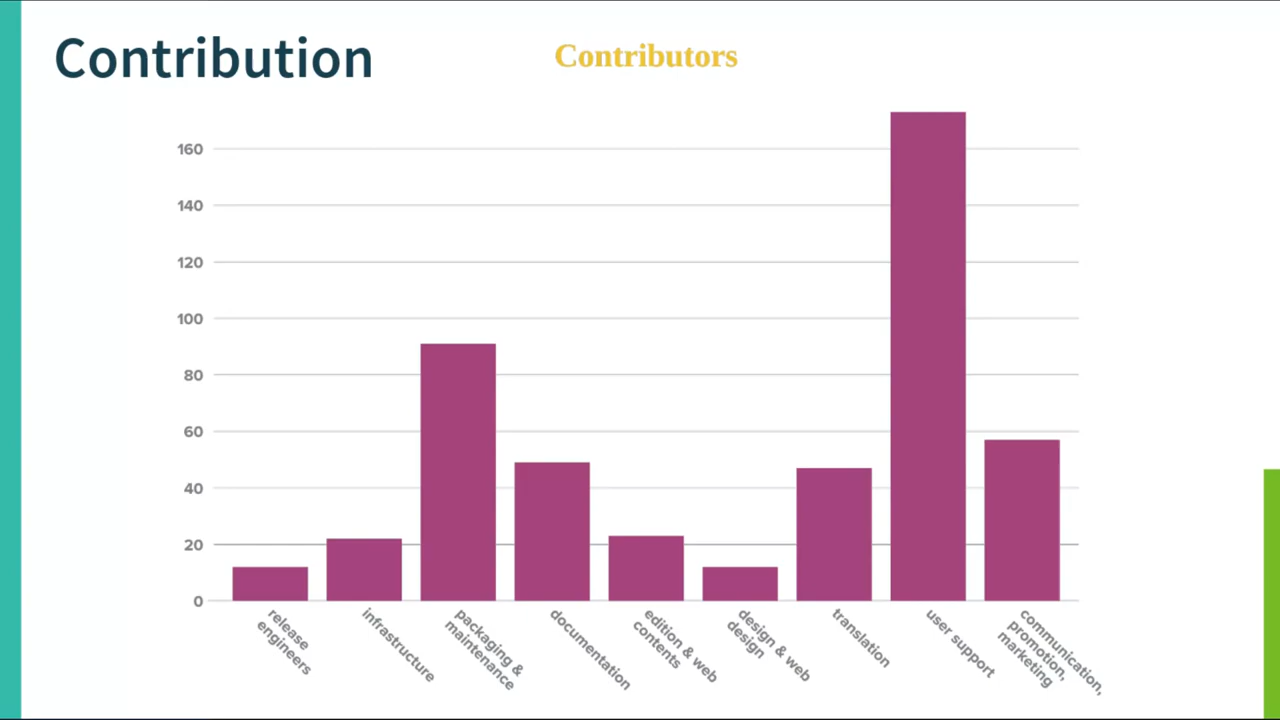 Contribution
Contributors
160
140
120
100
80
60
40
20
0
release
engineers
infrastructure
packaging &
maintenance
documentation
edition & web
contents
design & web
design
translation
user support
communication,
promotion,
marketing